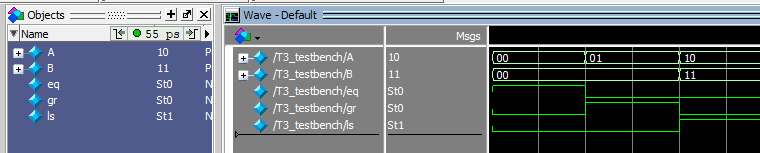 Objects
Name 55 ps
A 10 P
B 11 P
eq St0 N
gr St0 N
ls St1 N
Wave - Default
Msgs
/T3_testbench/A 10 00 01 10
/T3_testbench/B 11 00 11
/T3_testbench/eq St0
/T3_testbench/gr St0
/T3_testbench/ls St1